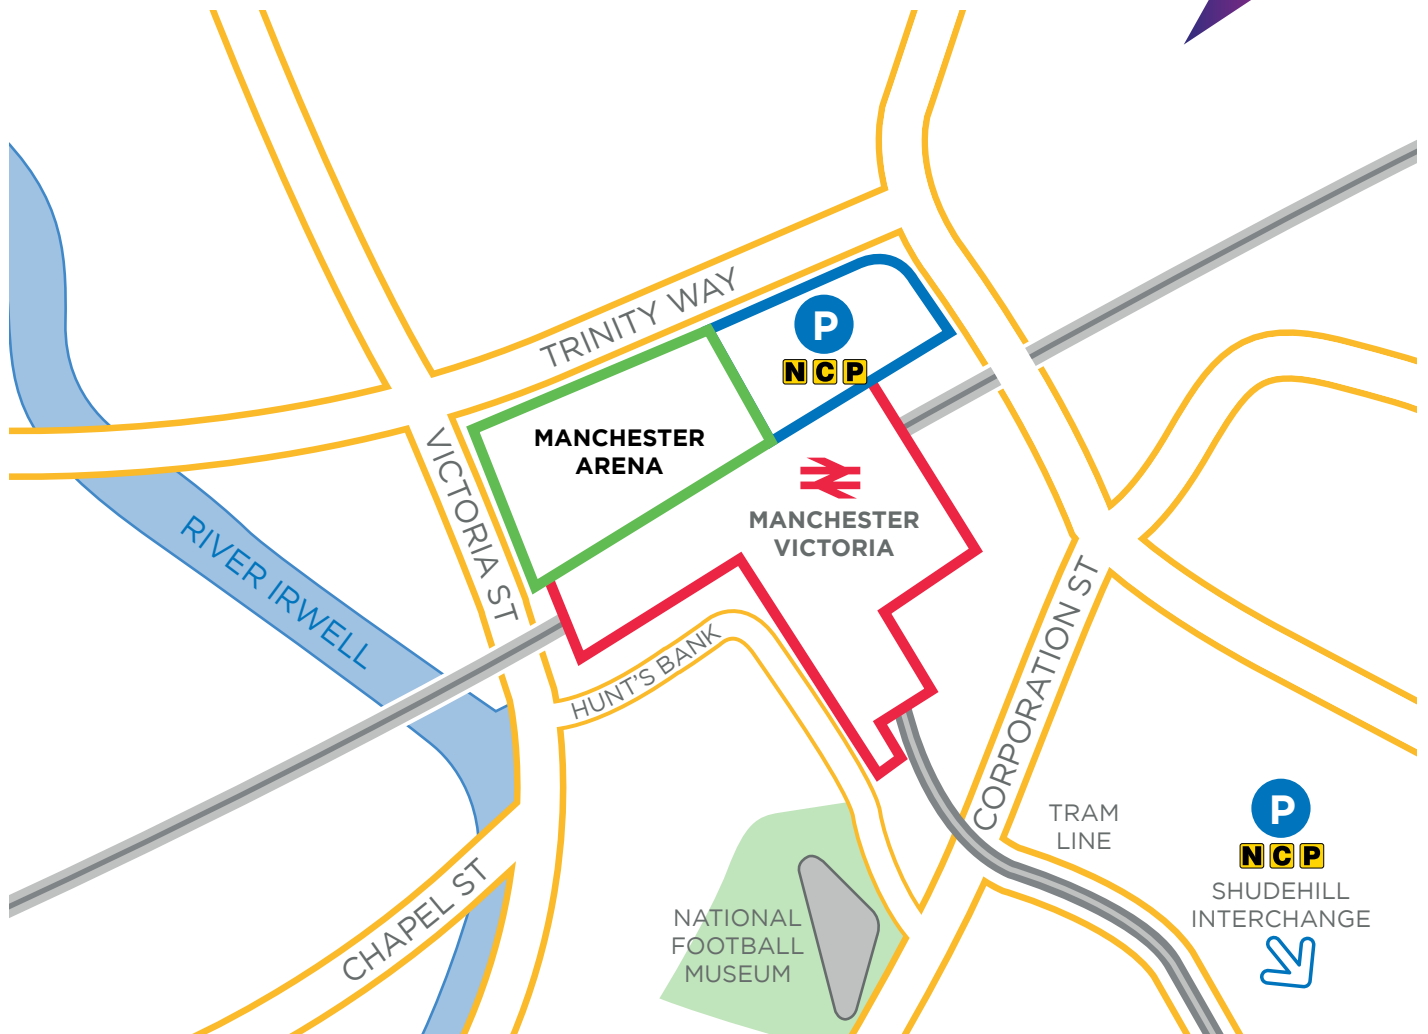 TRINITY WAY
P
NCP
MANCHESTER
ARENA
VICTORIA ST
MANCHESTER
VICTORIA
RIVER IRWELL
HUNT'S BANK
CORPORATION ST
TRAM
LINE
P
NCP
SHUDEHILL
INTERCHANGE
CHAPEL ST
NATIONAL
FOOTBALL
MUSEUM